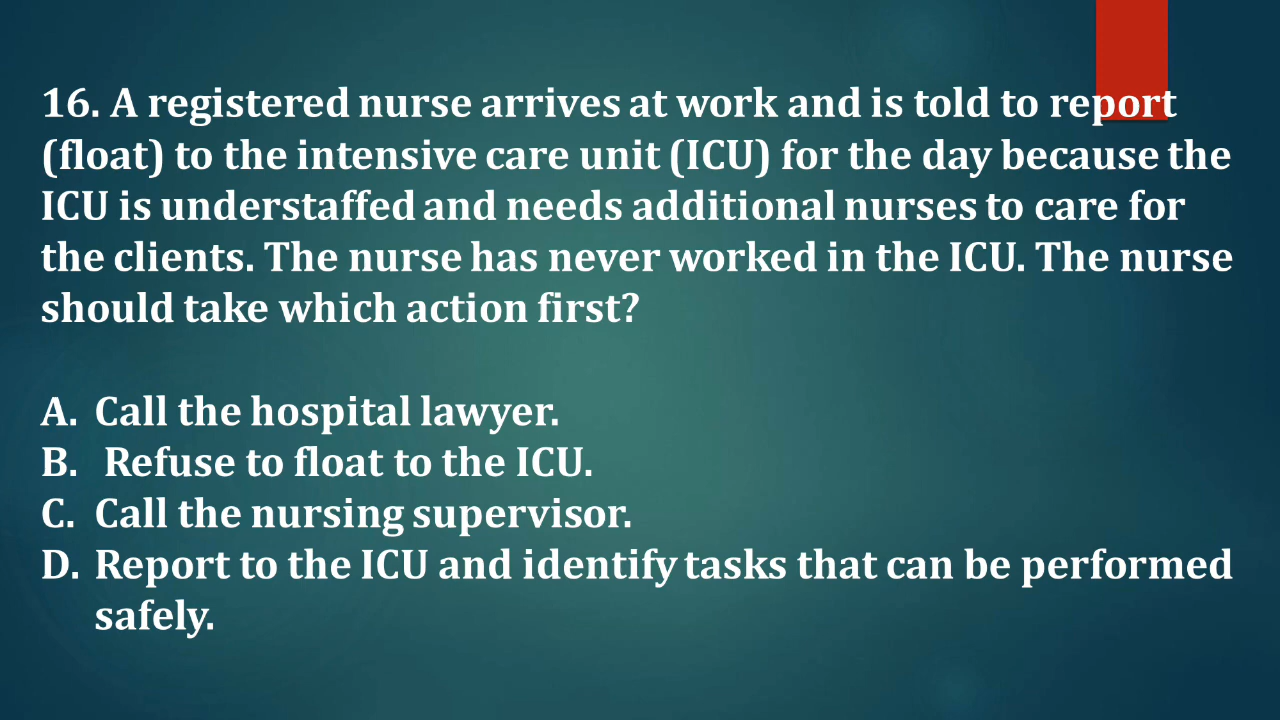 16. A registered nurse arrives at work and is told to report
(float) to the intensive care unit (ICU) for the day because the
ICU is understaffed and needs additional nurses to care for
the clients. The nurse has never worked in the ICU. The nurse
should take which action first?
A. Call the hospital lawyer.
B. Refuse to float to the ICU.
C. Call the nursing supervisor.
D. Report to the ICU and identify tasks that can be performed
safely.